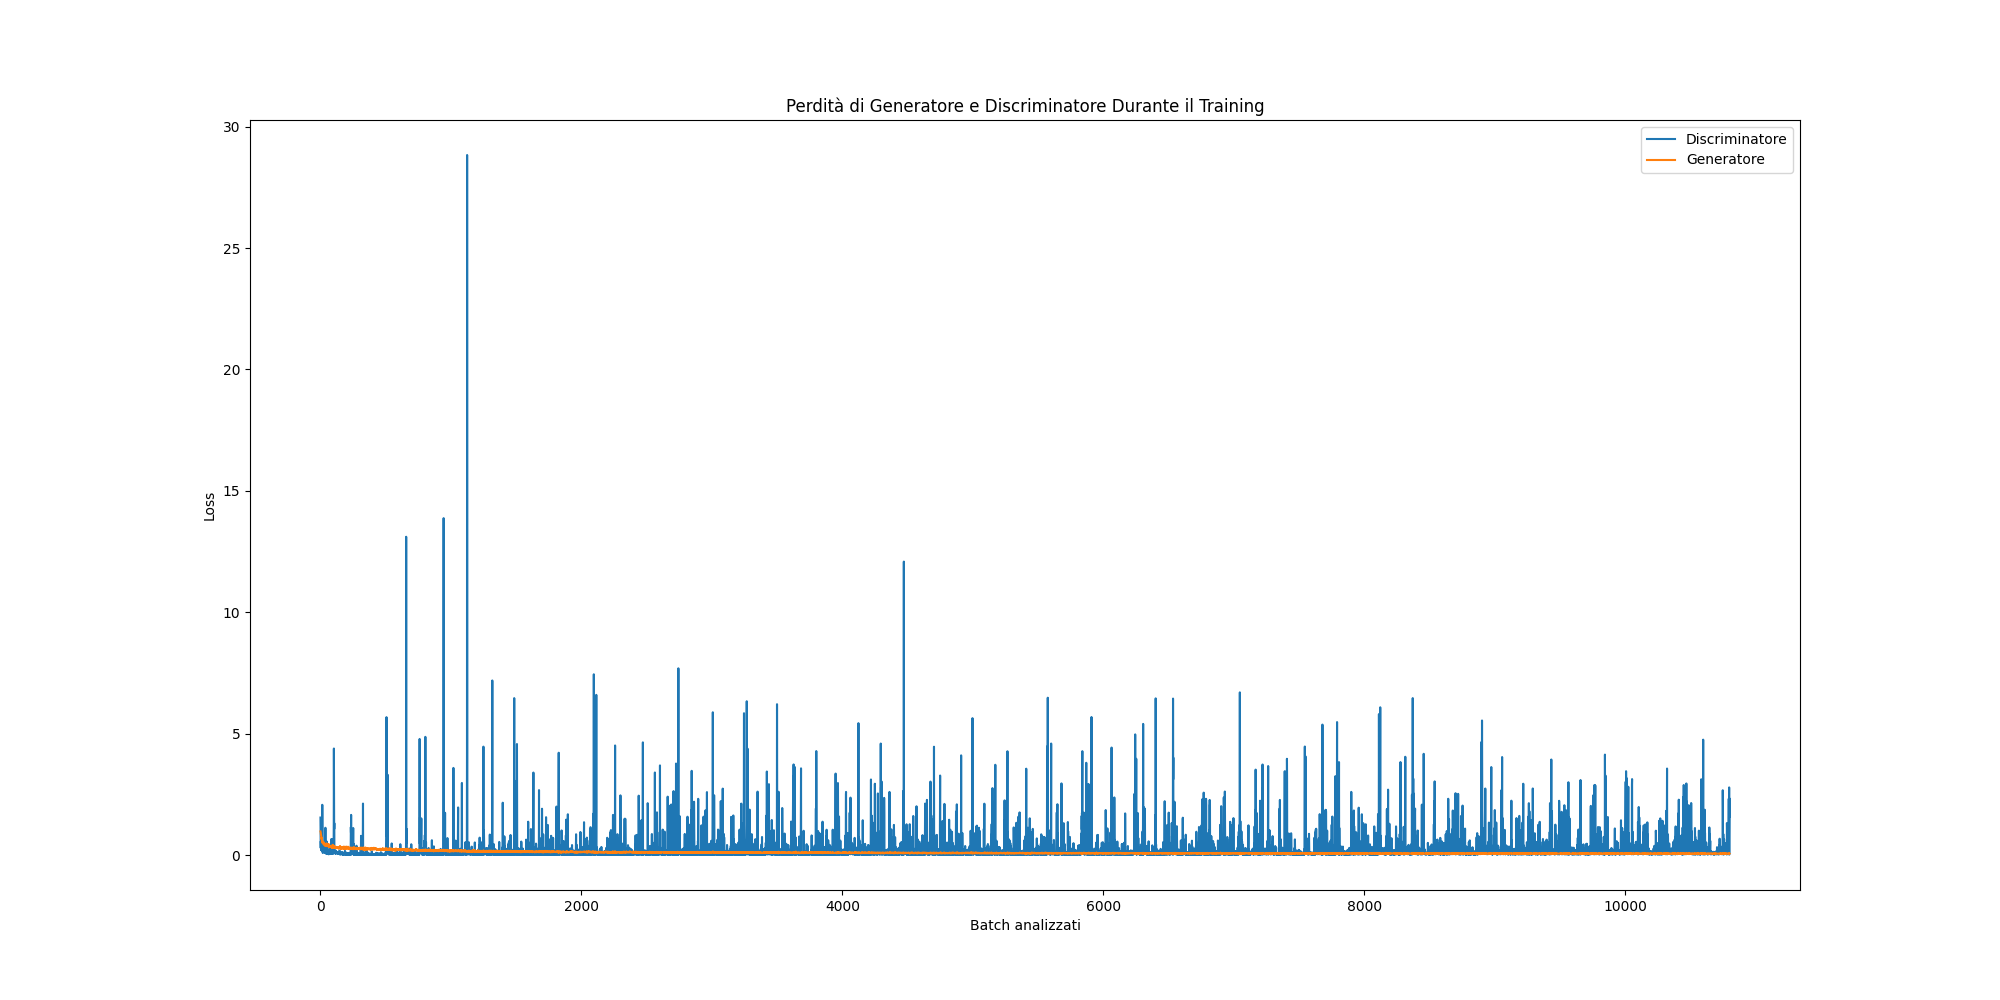 Perdità di Generatore e Discriminatore Durante il Training
Discriminatore
Generatore
30
25
20
15
10
5
0
Loss
0 2000 4000 6000 8000 10000
Batch analizzati